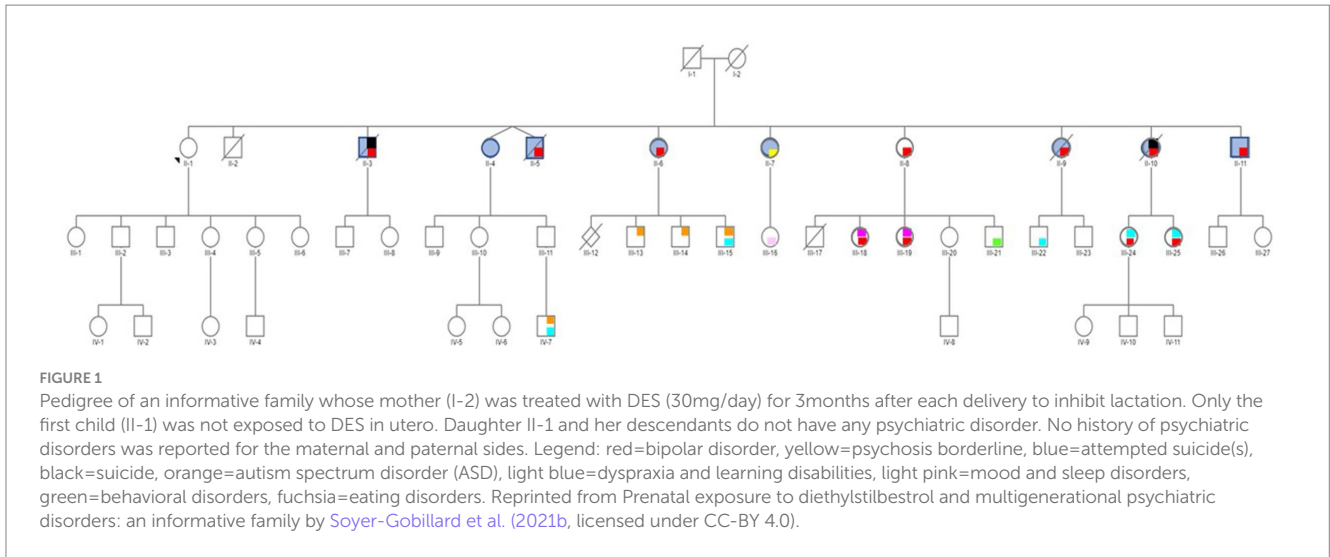 I-1 I-2
II-1 II-2 II-3 II-4 II-5 II-6 II-7 II-8 II-9 II-10 II-11
III-1 III-2 III-3 III-4 III-5 III-6 III-7 III-8 III-9 III-10 III-11 III-12 III-13 III-14 III-15 III-16 III-17 III-18 III-19 III-20 III-21 III-22 III-23 III-24 III-25 III-26 III-27
IV-1 IV-2 IV-3 IV-4 IV-5 IV-6 IV-7 IV-8 IV-9 IV-10 IV-11
FIGURE 1
Pedigree of an informative family whose mother (I-2) was treated with DES (30mg/day) for 3months after each delivery to inhibit lactation. Only the
first child (II-1) was not exposed to DES in utero. Daughter II-1 and her descendants do not have any psychiatric disorder. No history of psychiatric
disorders was reported for the maternal and paternal sides. Legend: red=bipolar disorder, yellow=psychosis borderline, blue=attempted suicide(s),
black=suicide, orange=autism spectrum disorder (ASD), light blue=dyspraxia and learning disabilities, light pink=mood and sleep disorders,
green=behavioral disorders, fuchsia=eating disorders. Reprinted from Prenatal exposure to diethylstilbestrol and multigenerational psychiatric
disorders: an informative family by Soyer-Gobillard et al. (2021b, licensed under CC-BY 4.0).